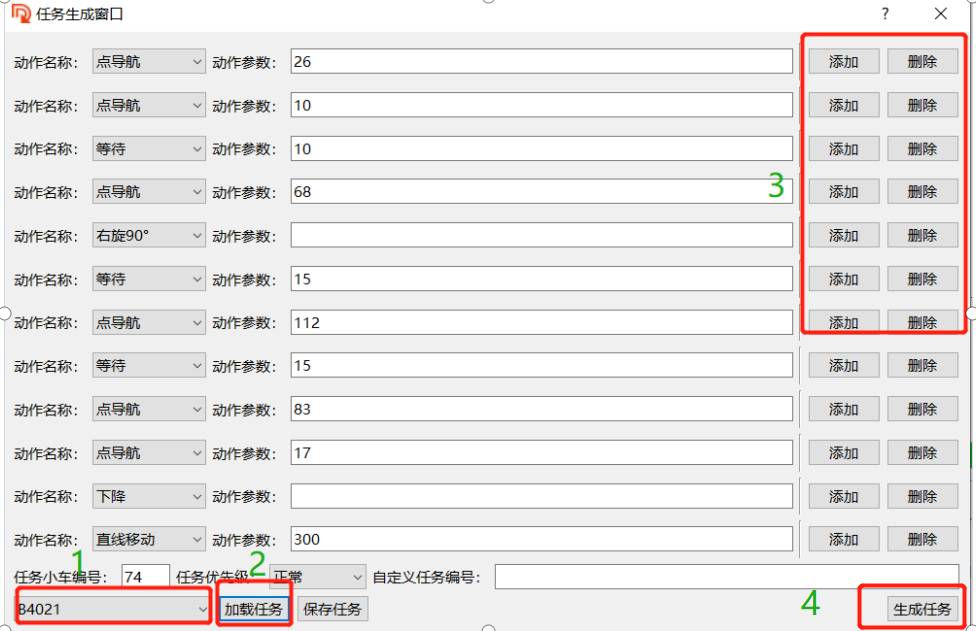 任务生成窗口 ?
动作名称: 点导航 动作参数: 26 添加 删除
动作名称: 点导航 动作参数: 10 添加 删除
动作名称: 等待 动作参数: 10 添加 删除
动作名称: 点导航 动作参数: 68 3 添加 删除
动作名称: 右旋90° 动作参数: 添加 删除
动作名称: 等待 动作参数: 15 添加 删除
动作名称: 点导航 动作参数: 112 添加 删除
动作名称: 等待 动作参数: 15 添加 删除
动作名称: 点导航 动作参数: 83 添加 删除
动作名称: 点导航 动作参数: 17 添加 删除
动作名称: 下降 动作参数: 添加 删除
动作名称: 直线移动 动作参数: 300 添加 删除
1 2
任务小车编号: 74 任务优先级 正常 自定义任务编号:
B4021 加载任务 保存任务 4 生成任务